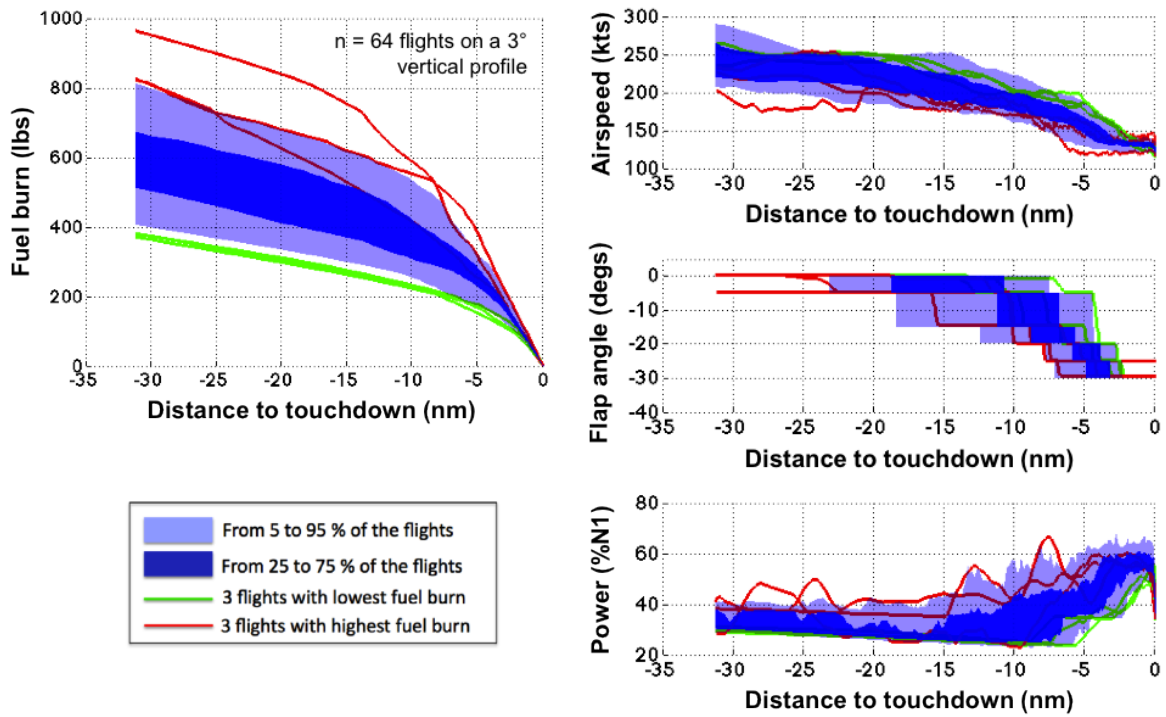 1000
800
600
400
200
0
Fuel burn (lbs)
n = 64 flights on a 3°
vertical profile
-35 -30 -25 -20 -15 -10 -5 0
Distance to touchdown (nm)
From 5 to 95 % of the flights
From 25 to 75 % of the flights
3 flights with lowest fuel burn
3 flights with highest fuel burn
300
250
200
150
100
Airspeed (kts)
-35 -30 -25 -20 -15 -10 -5 0
Distance to touchdown (nm)
0
-10
-20
-30
-40
Flap angle (degs)
-35 -30 -25 -20 -15 -10 -5 0
Distance to touchdown (nm)
80
60
40
20
Power (%N1)
-35 -30 -25 -20 -15 -10 -5 0
Distance to touchdown (nm)